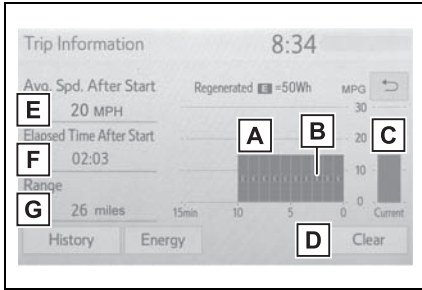 Trip Information 8:34
Avg. Spd. After Start Regenerated E =50Wh MPG
E 20 MPH 30
Elapsed Time After Start A B 20 C
F 02:03 10
Range
G 26 miles 15min 10 5 0 0 Current
History Energy D Clear